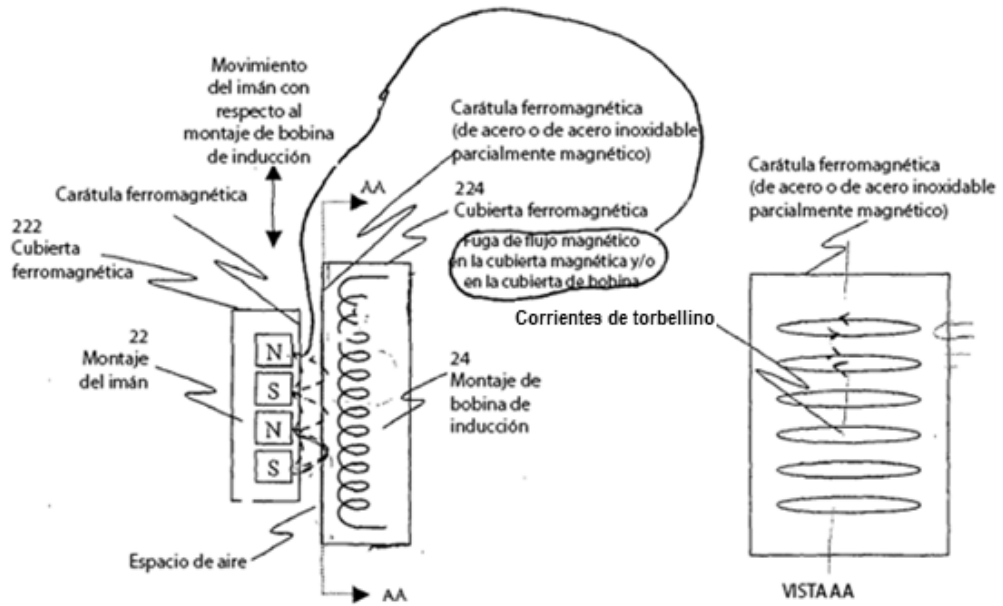 Movimiento
del imán con
respecto al
montaje de bobina
de inducción
Carátula ferromagnética
222
Cubierta
ferromagnética
22
Montaje
del imán
N
S
N
S
Espacio de aire
AA
AA
Carátula ferromagnética
(de acero o de acero inoxidable
parcialmente magnético)
224
Cubierta ferromagnética
Fuga de flujo magnético
en la cubierta magnética y/o
en la cubierta de bobina
Corrientes de torbellino
24
Montaje de
bobina de
inducción
Carátula ferromagnética
(de acero o de acero inoxidable
parcialmente magnético)
VISTA AA